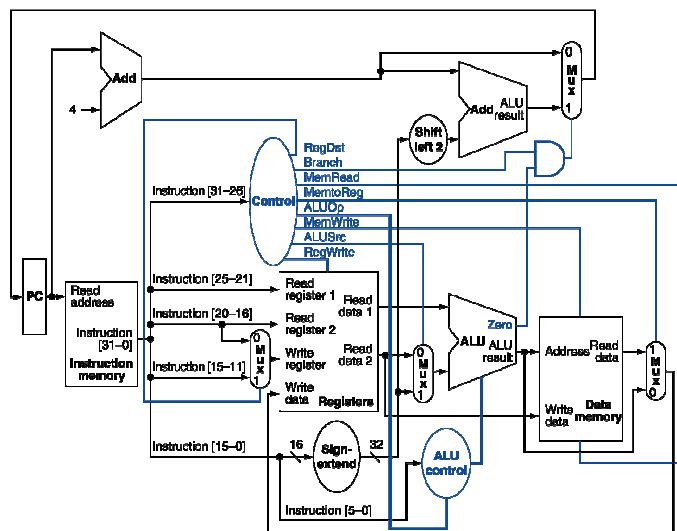 Add
4
Add
ALU
result
Shift
left 2
0
Mux
1
RegDst
Branch
MemRead
MemtoReg
ALUOp
MemWrite
ALUSrc
RegWrite
Control
Instruction [31–26]
Instruction [25–21]
Instruction [20–16]
Instruction [15–11]
Instruction [15–0]
Instruction [5–0]
PC
Read
address
Instruction
[31–0]
Instruction
memory
0
Mux
1
Read
register 1
Read
register 2
Write
register
Write
data
Read
data 1
Read
data 2
Registers
0
Mux
1
Zero
ALU
ALU
result
Address
Read
data
Write
data
Data
memory
1
Mux
0
16
Sign-
extend
32
ALU
control